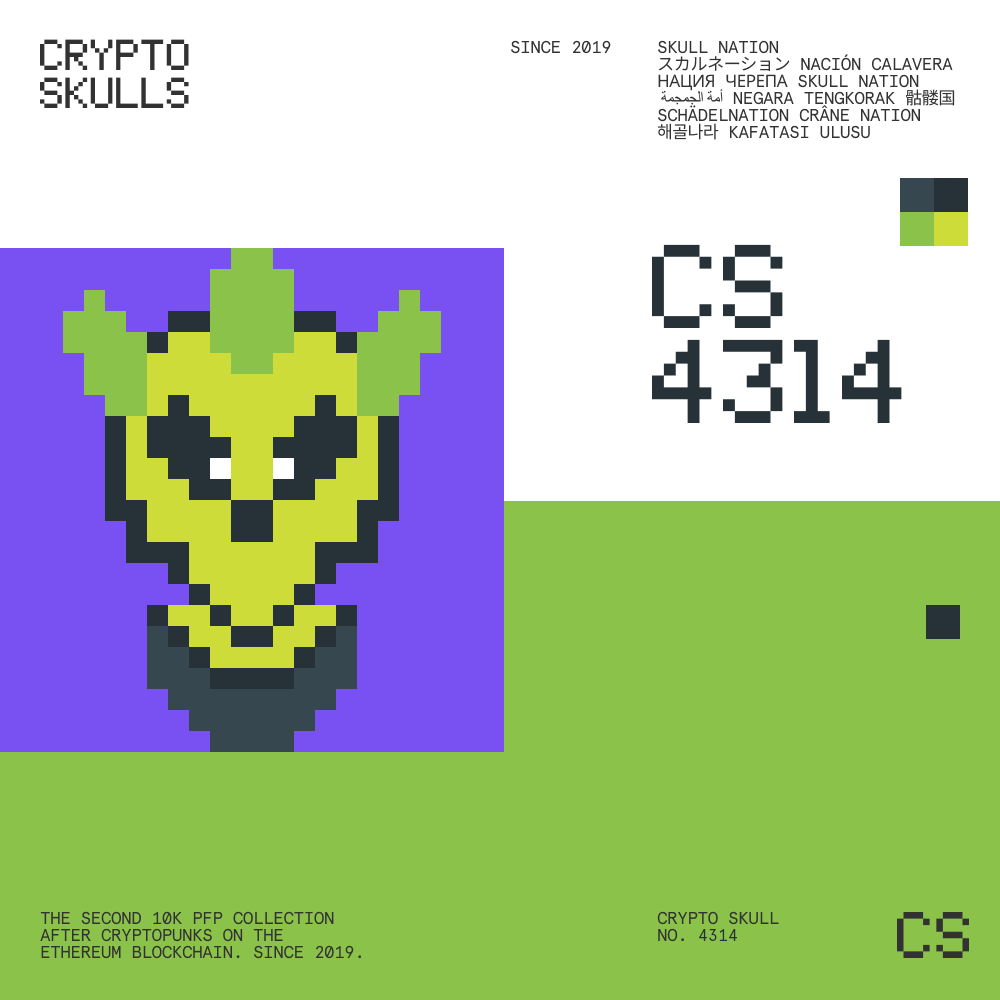 CRYPTO
SKULLS
SINCE 2019
SKULL NATION
スカルネーション NACIÓN CALAVERA
НАЦИЯ ЧЕРЕПА SKULL NATION
أمة الجمجمة NEGARA TENGKORAK 骷髅国
SCHÄDELNATION CRÂNE NATION
해골나라 KAFATASI ULUSU
CS
4314
THE SECOND 10K PFP COLLECTION
AFTER CRYPTOPUNKS ON THE
ETHEREUM BLOCKCHAIN. SINCE 2019.
CRYPTO SKULL
NO. 4314
CS